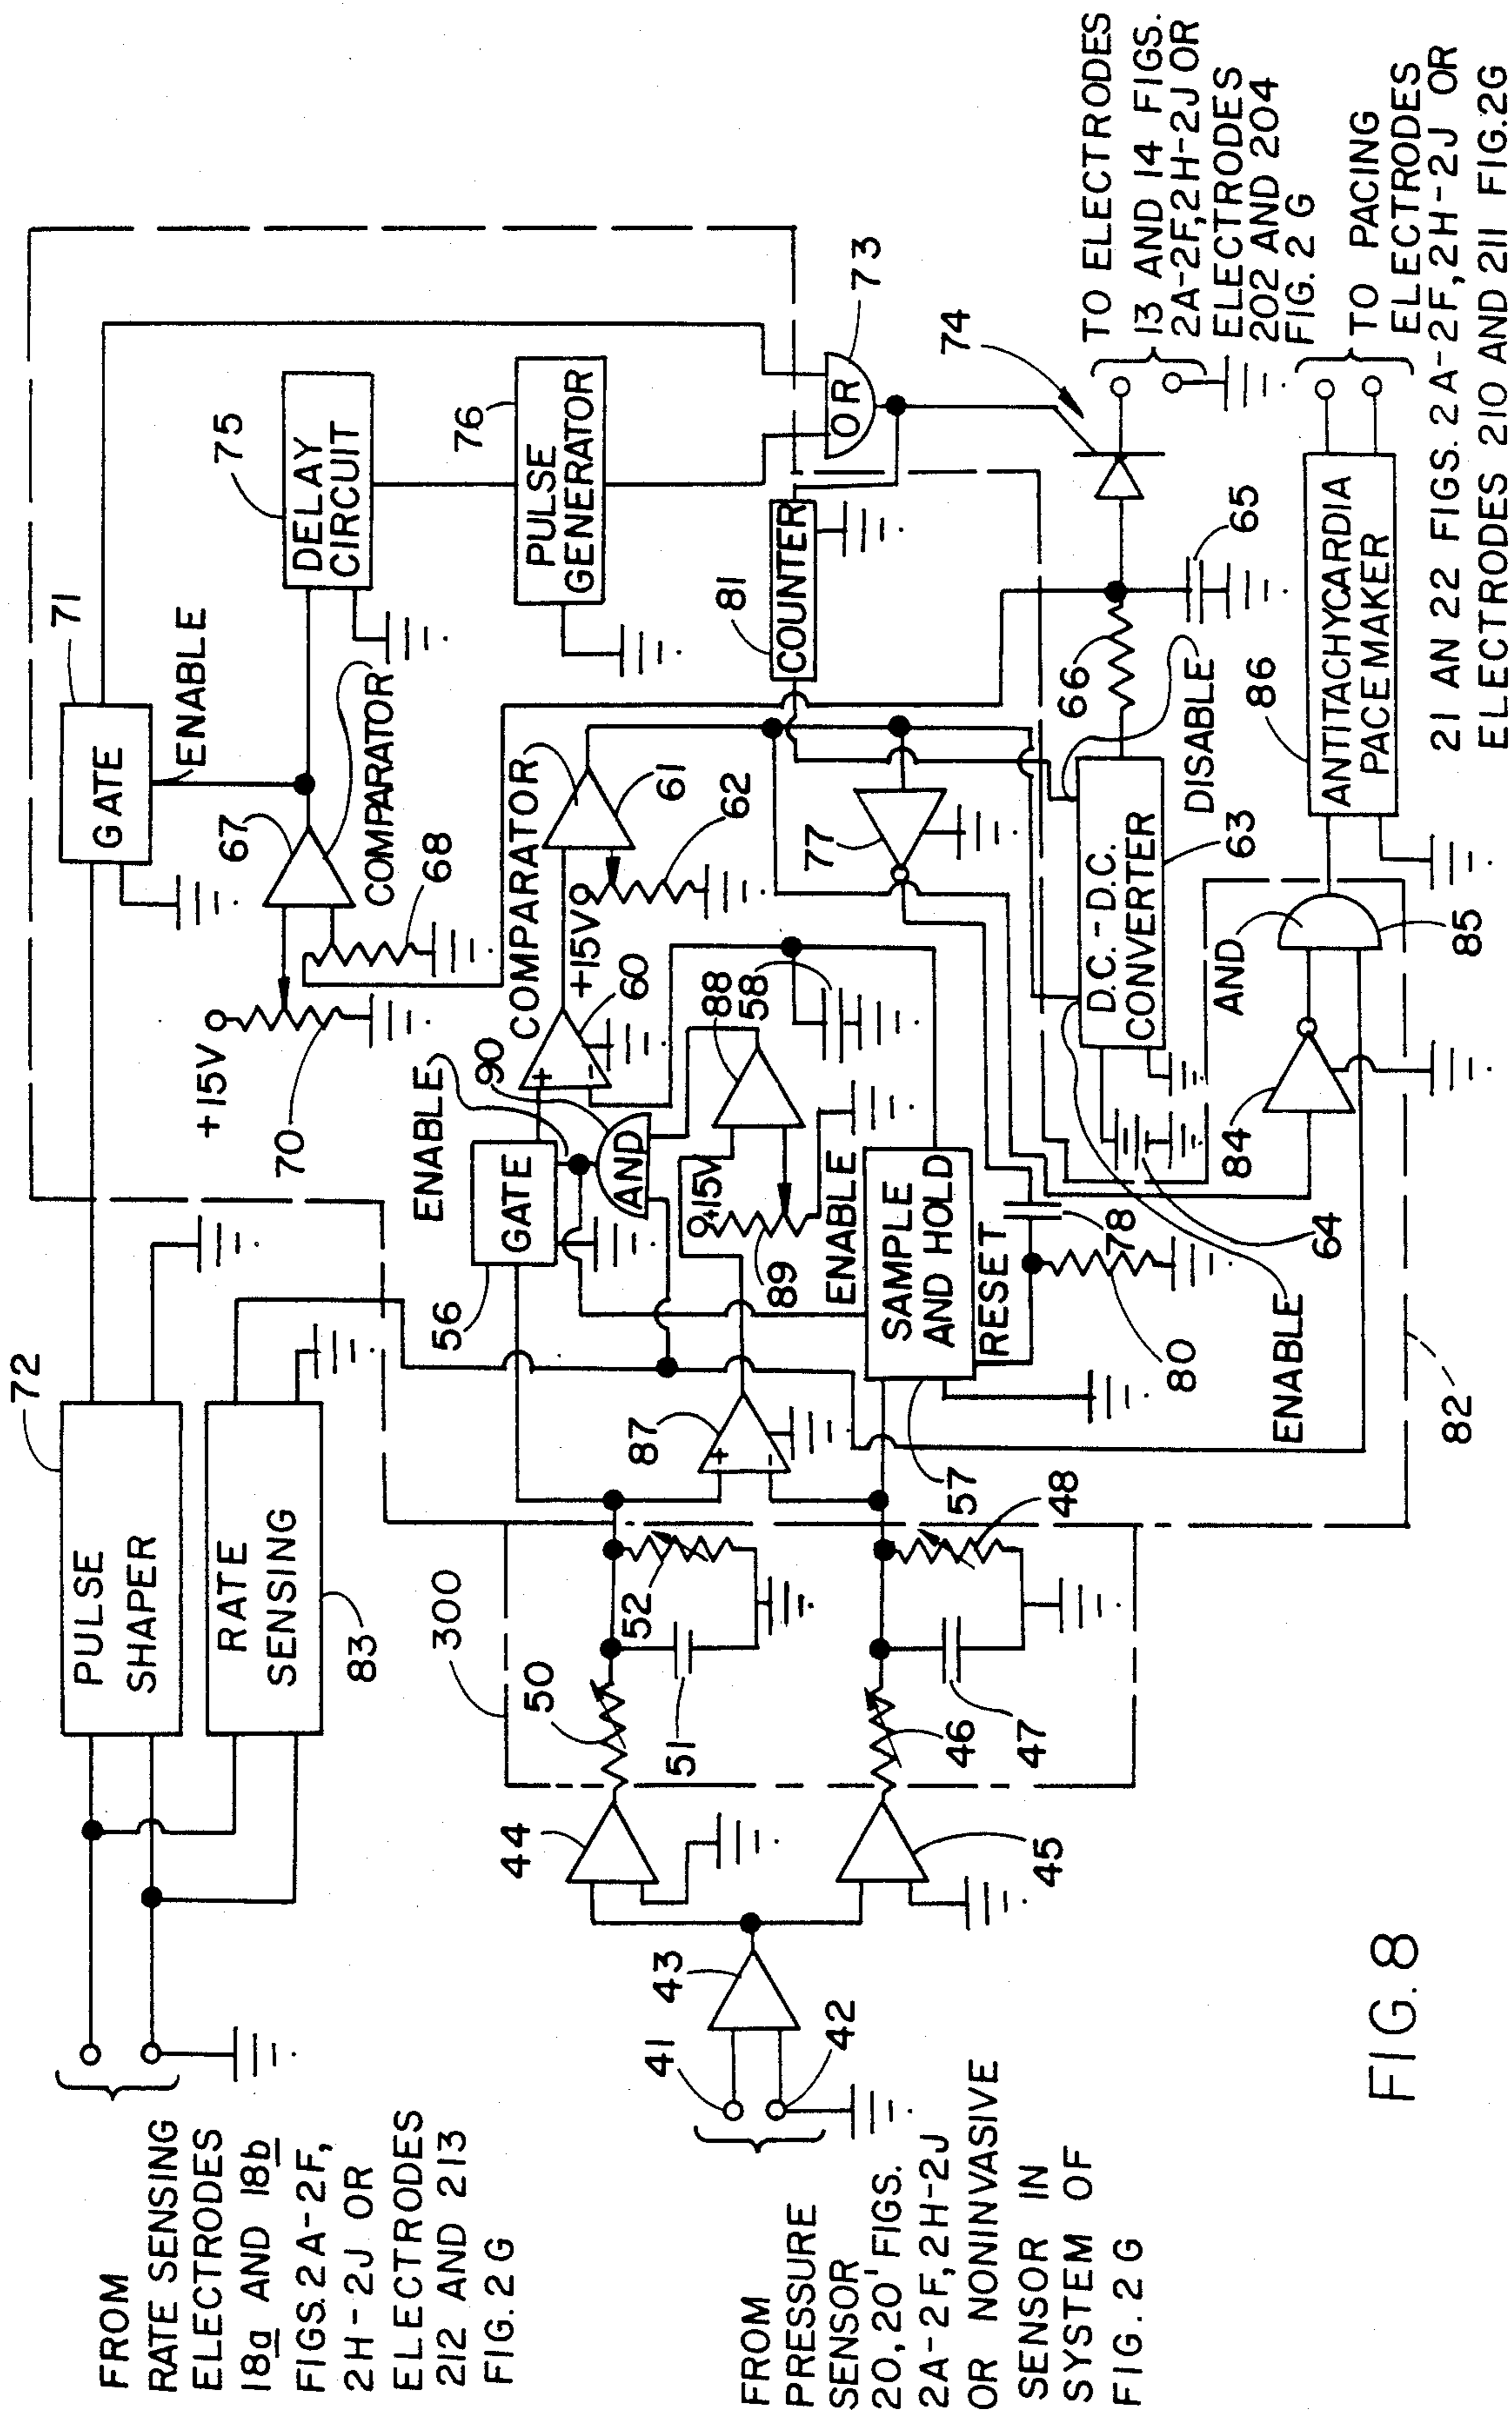 FROM
RATE SENSING
ELECTRODES
18a AND 18b
FIGS. 2A-2F,
2H-2J OR
ELECTRODES
212 AND 213
FIG. 2G
72
PULSE
SHAPER
RATE
SENSING
83
FROM
PRESSURE
SENSOR
20, 20' FIGS.
2A-2F, 2H-2J
OR NONINVASIVE
SENSOR IN
SYSTEM OF
FIG. 2G
41
42
43
44
45
300
50
51
52
46
47
48
87
+
-
56
GATE
ENABLE
90
AND
+15V
89
88
58
ENABLE
SAMPLE
AND HOLD
57
RESET
78
80
60
+
-
COMPARATOR
61
+15V
62
77
+15V
70
67
COMPARATOR
68
71
GATE
ENABLE
75
DELAY
CIRCUIT
76
PULSE
GENERATOR
81
COUNTER
OR
73
74
65
66
DISABLE
D.C.-D.C.
CONVERTER
63
64
ENABLE
82
84
AND
85
86
ANTITACHYCARDIA
PACEMAKER
TO ELECTRODES
13 AND 14 FIGS.
2A-2F, 2H-2J OR
ELECTRODES
202 AND 204
FIG. 2G
TO PACING
ELECTRODES
21 AN 22 FIGS. 2A-2F, 2H-2J OR
ELECTRODES 210 AND 211 FIG. 2G
FIG. 8